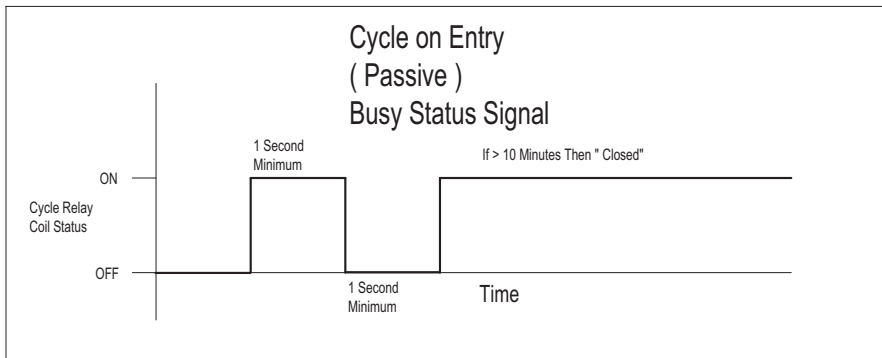 Cycle on Entry
( Passive )
Busy Status Signal
1 Second
Minimum
If > 10 Minutes Then " Closed"
ON
Cycle Relay
Coil Status
OFF
1 Second
Minimum
Time